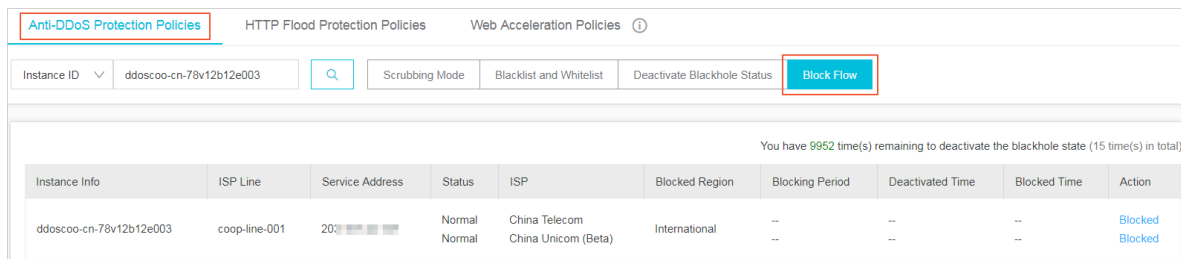 Anti-DDoS Protection Policies HTTP Flood Protection Policies Web Acceleration Policies
Instance ID ddoscoo-cn-78v12b12e003 Scrubbing Mode Blacklist and Whitelist Deactivate Blackhole Status Block Flow
You have 9952 time(s) remaining to deactivate the blackhole state (15 time(s) in total)
Instance Info ISP Line Service Address Status ISP Blocked Region Blocking Period Deactivated Time Blocked Time Action
ddoscoo-cn-78v12b12e003 coop-line-001 203 International
Normal China Telecom -- -- -- Blocked
Normal China Unicom (Beta) -- -- -- Blocked